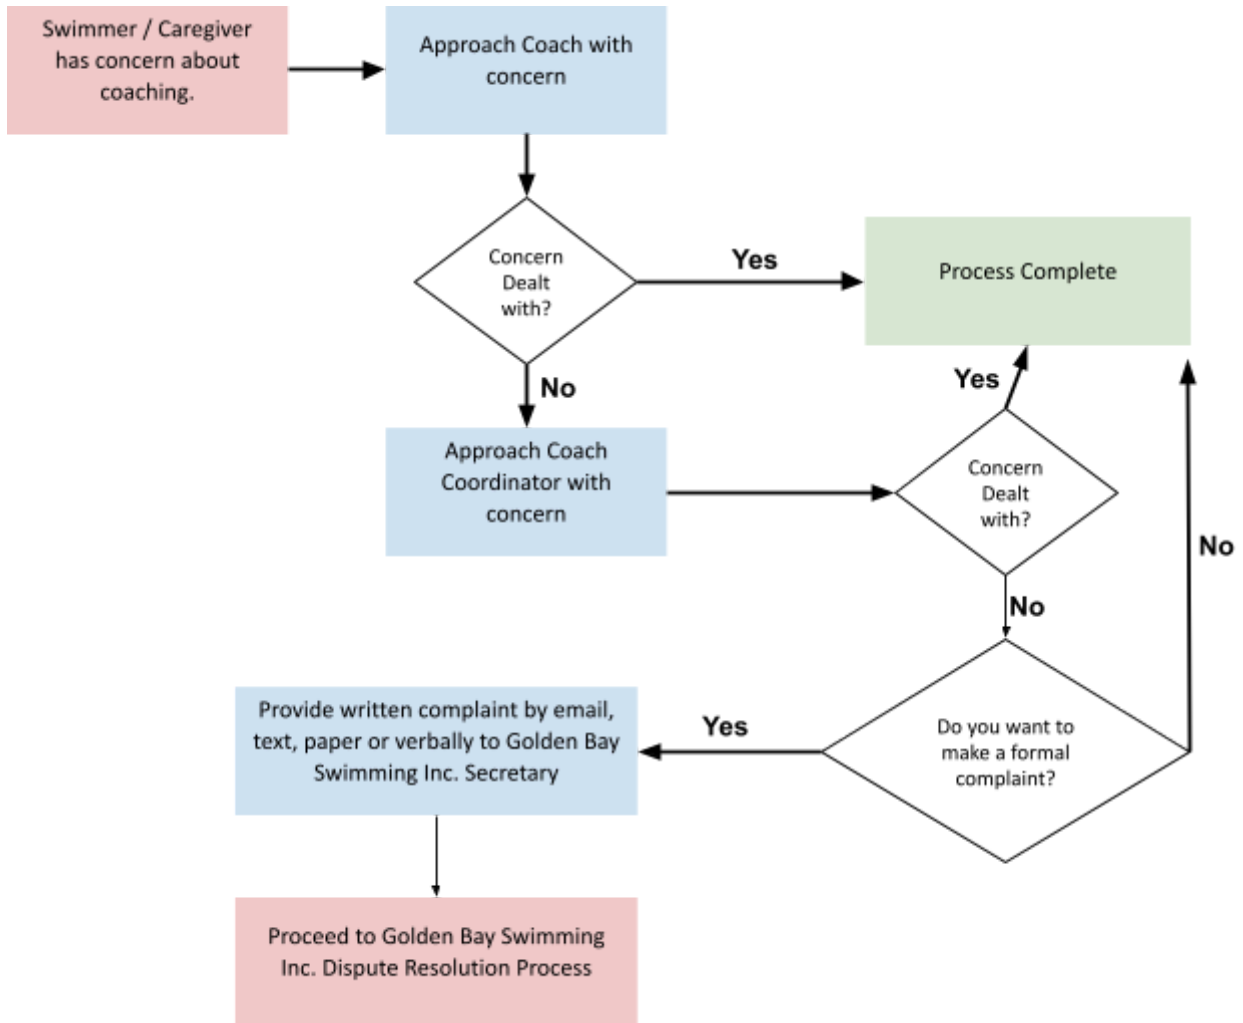 Swimmer / Caregiver
has concern about
coaching.
Approach Coach with
concern
Concern
Dealt
with?
Yes
Process Complete
No
Approach Coach
Coordinator with
concern
Yes
Concern
Dealt
with?
No
No
Do you want to
make a formal
complaint?
Yes
Provide written complaint by email,
text, paper or verbally to Golden Bay
Swimming Inc. Secretary
Proceed to Golden Bay Swimming
Inc. Dispute Resolution Process